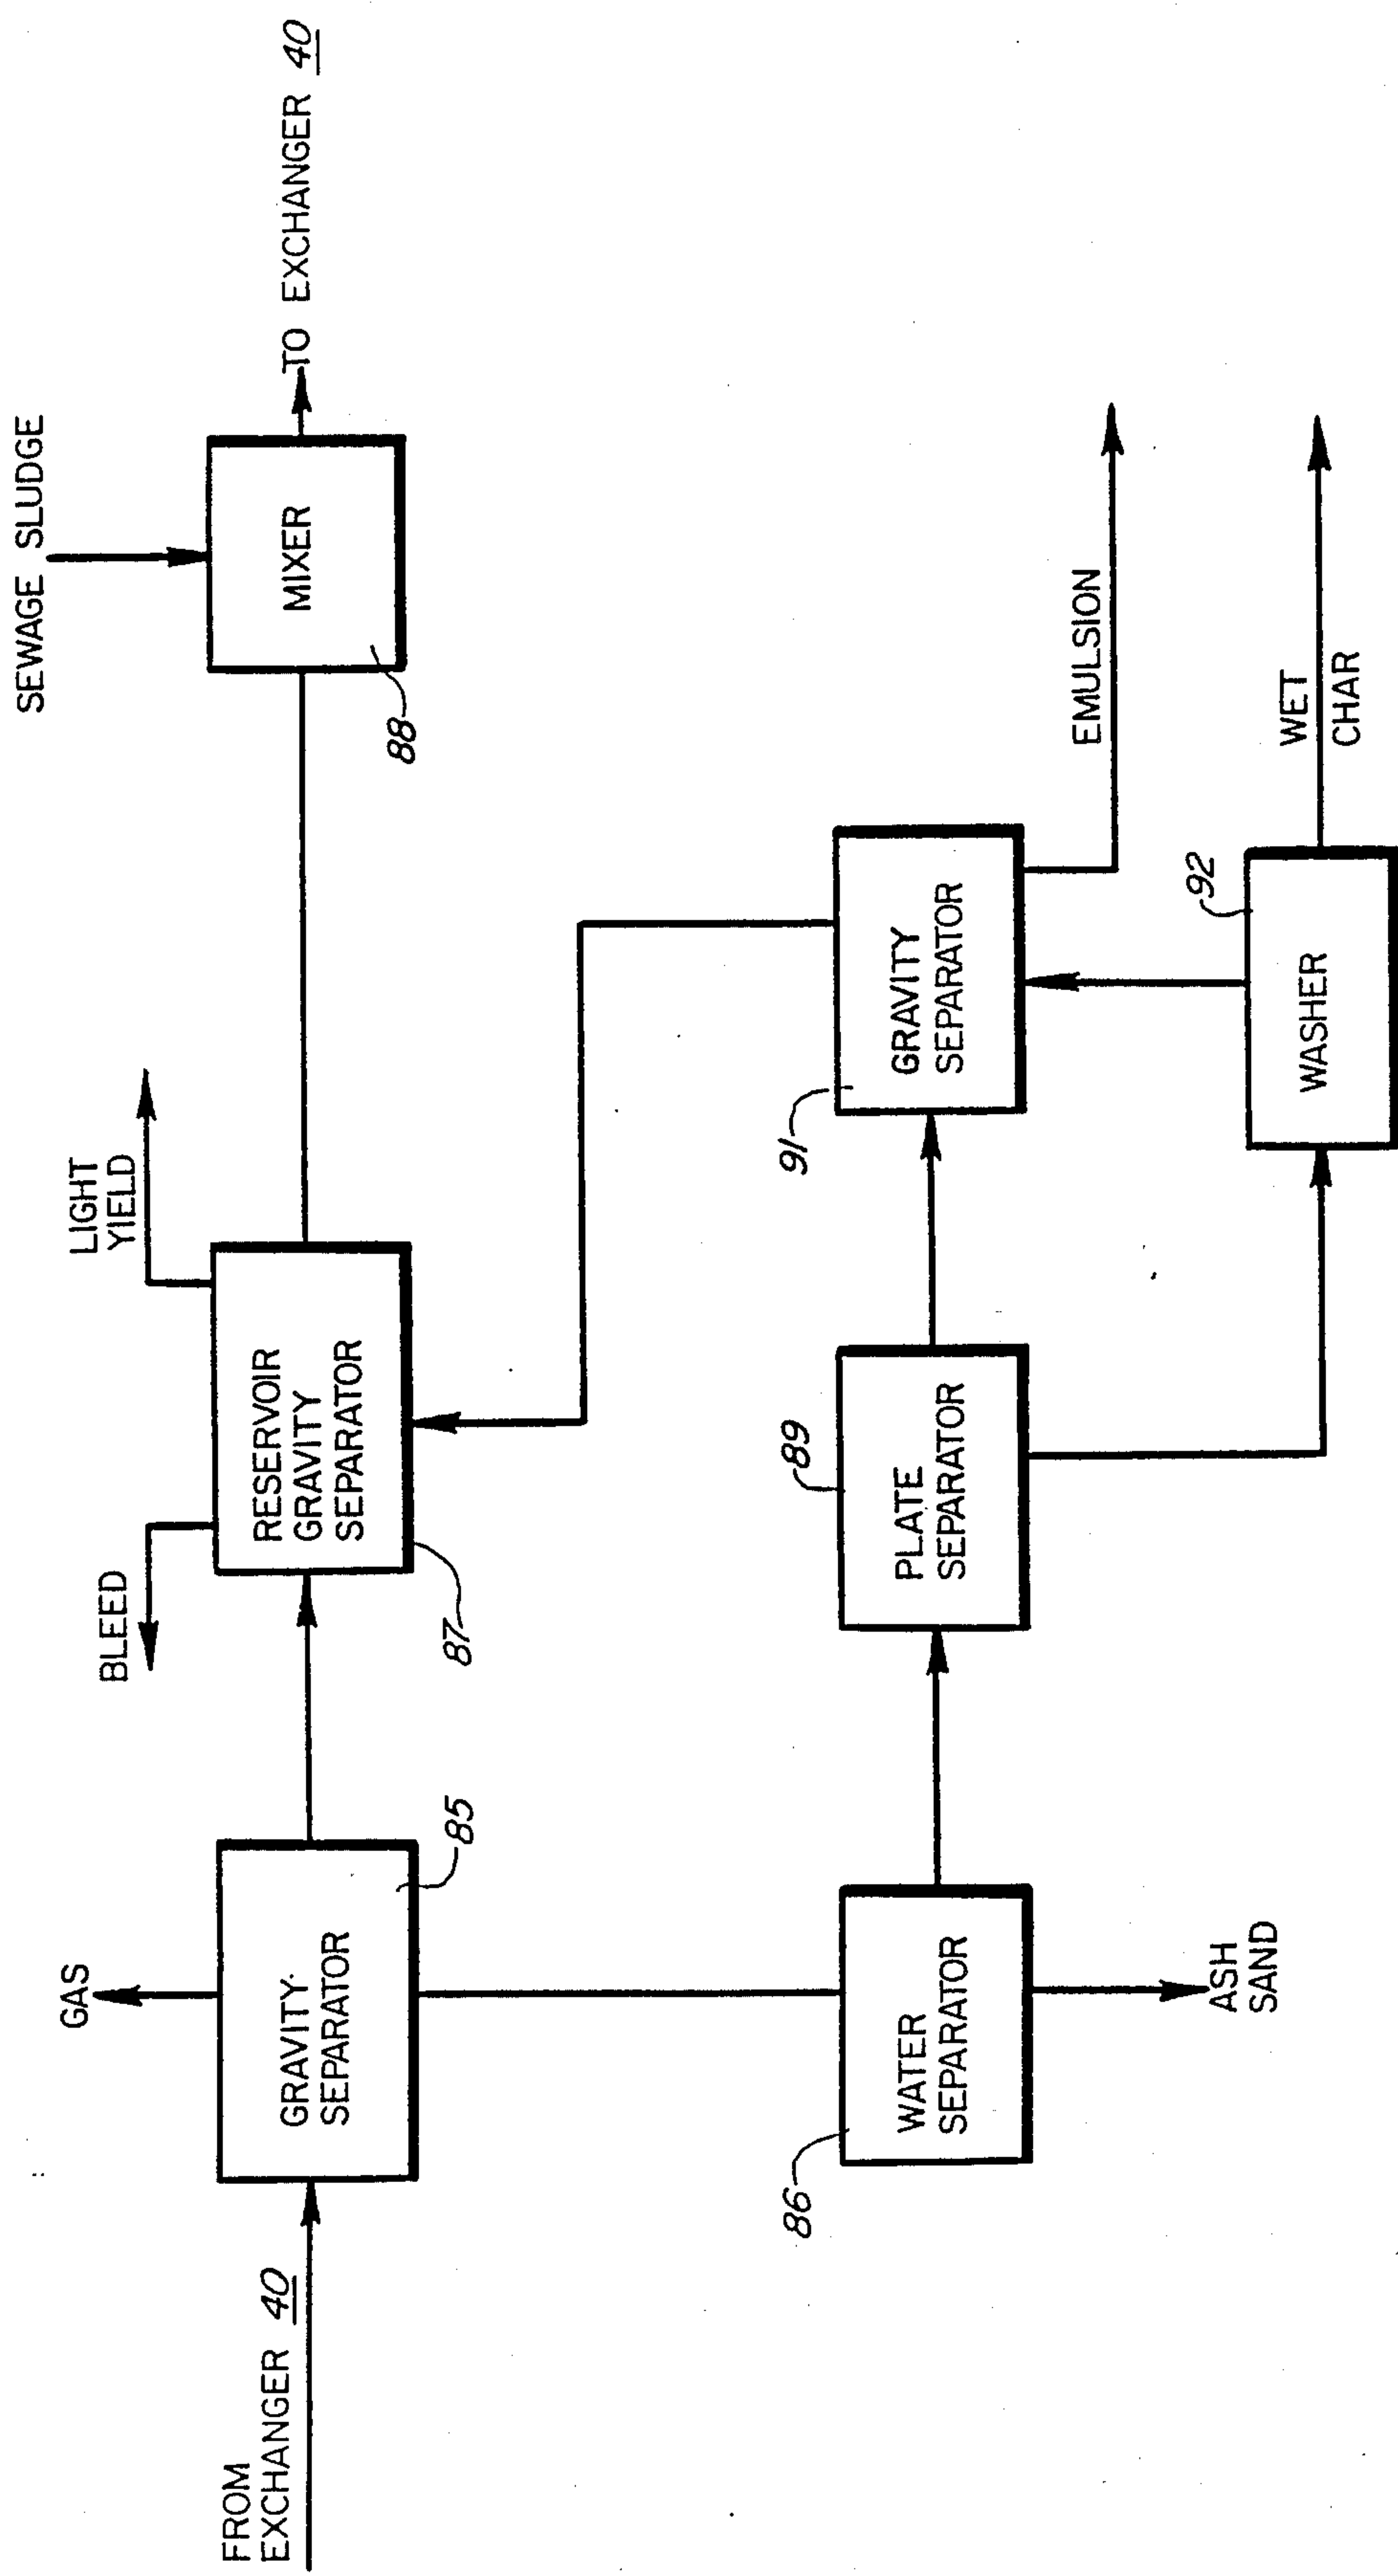 FROM
EXCHANGER 40
GAS
GRAVITY
SEPARATOR
85
BLEED
LIGHT
YIELD
RESERVOIR
GRAVITY
SEPARATOR
87
SEWAGE SLUDGE
MIXER
88
TO EXCHANGER 40
86
WATER
SEPARATOR
ASH
SAND
89
PLATE
SEPARATOR
91
GRAVITY
SEPARATOR
EMULSION
92
WASHER
WET
CHAR